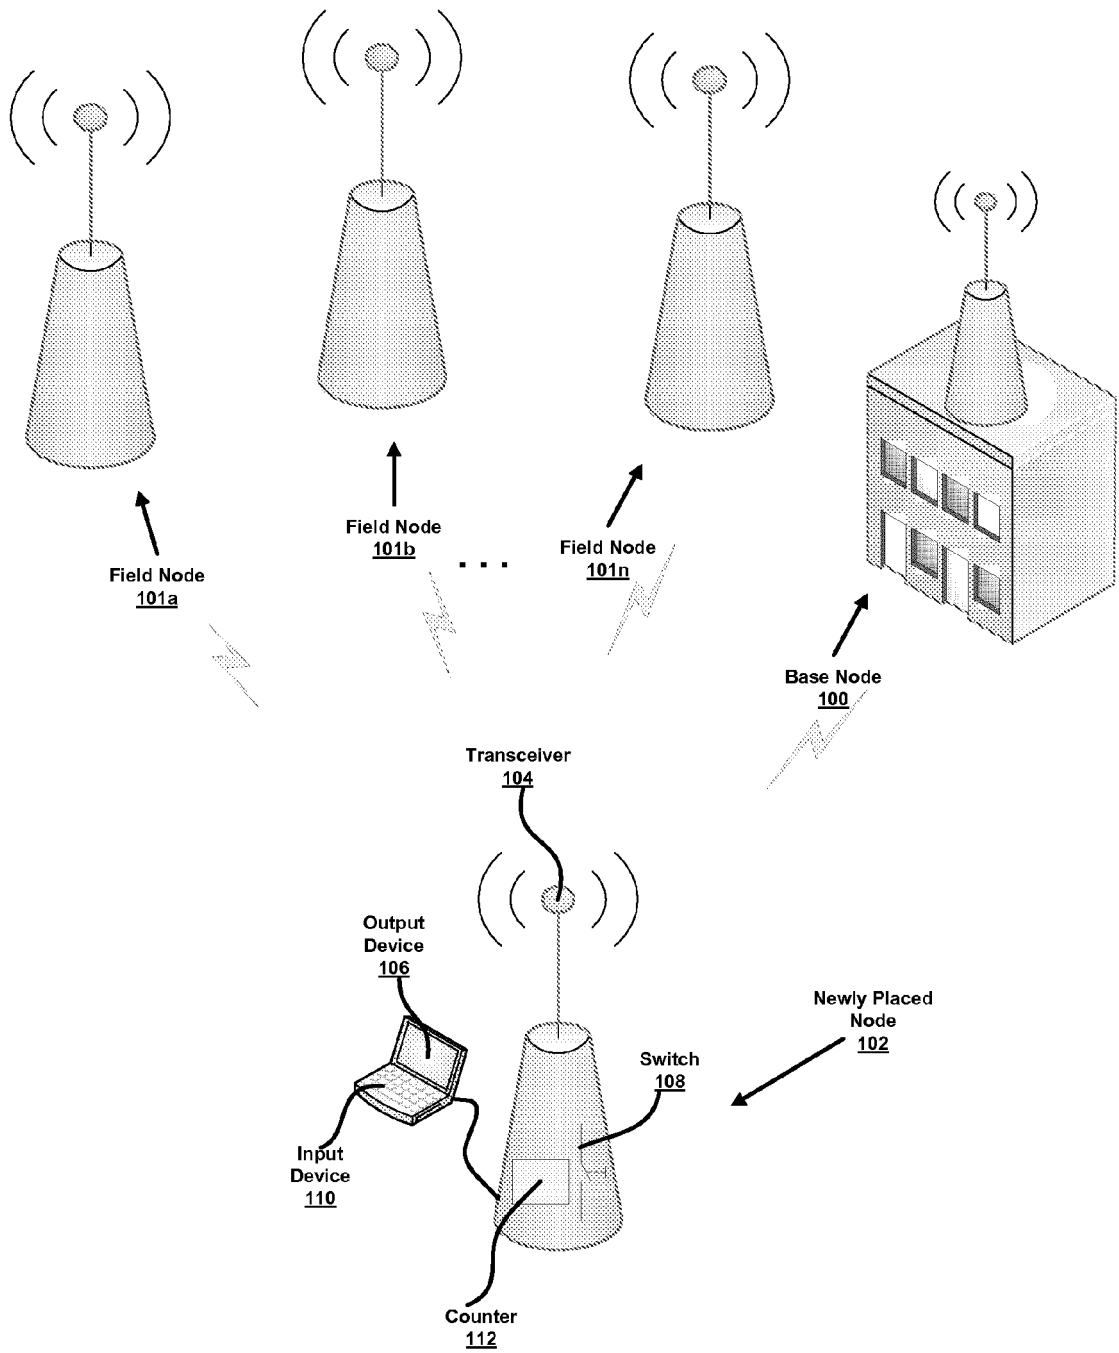 Field Node
101a
Field Node
101b
. . .
Field Node
101n
Base Node
100
Transceiver
104
Output
Device
106
Newly Placed
Node
102
Switch
108
Input
Device
110
Counter
112